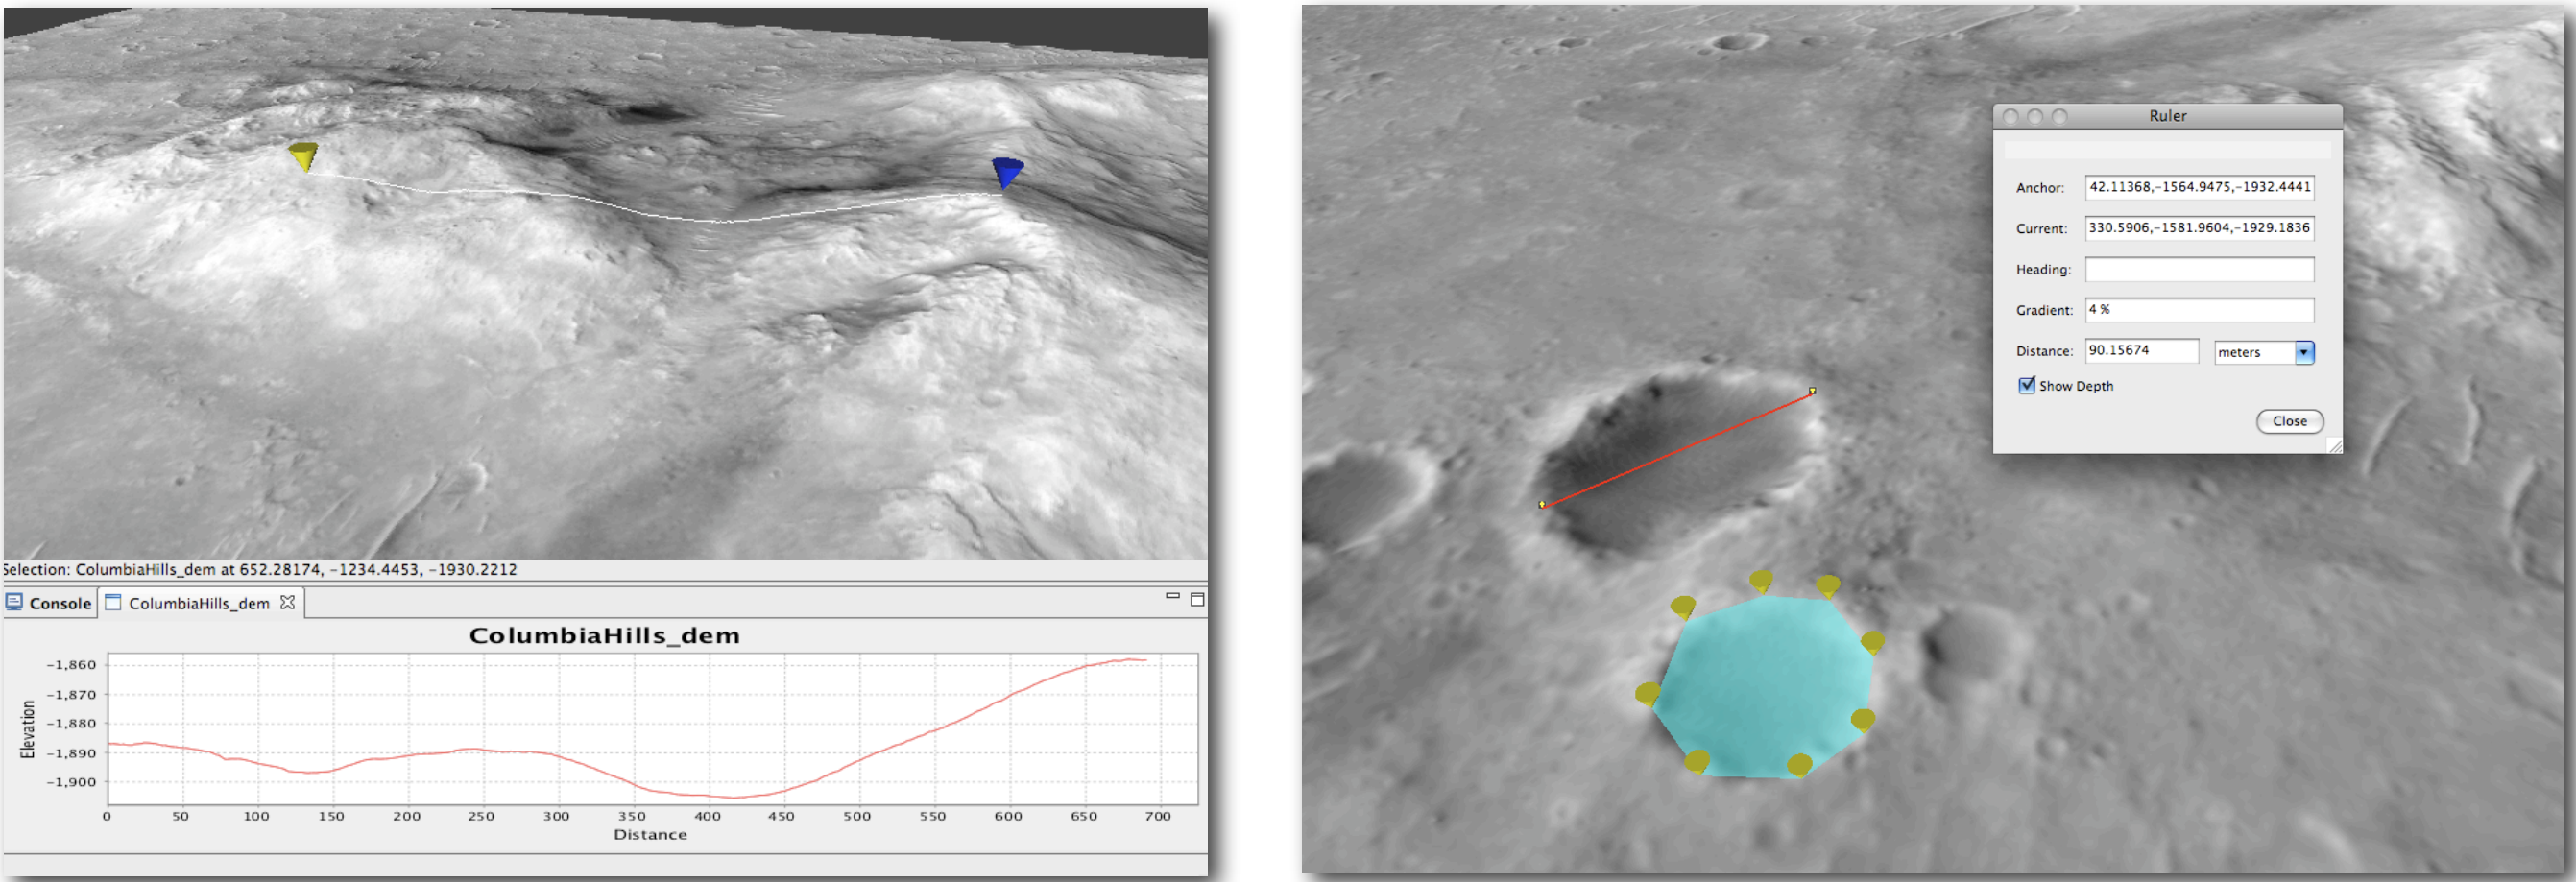 Selection: ColumbiaHills_dem at 652.28174, -1234.4453, -1930.2212
Console ColumbiaHills_dem
ColumbiaHills_dem
Elevation
-1,860
-1,870
-1,880
-1,890
-1,900
0 50 100 150 200 250 300 350 400 450 500 550 600 650 700
Distance
Ruler
Anchor: 42.11368,-1564.9475,-1932.4441
Current: 330.5906,-1581.9604,-1929.1836
Heading:
Gradient: 4 %
Distance: 90.15674 meters
Show Depth
Close